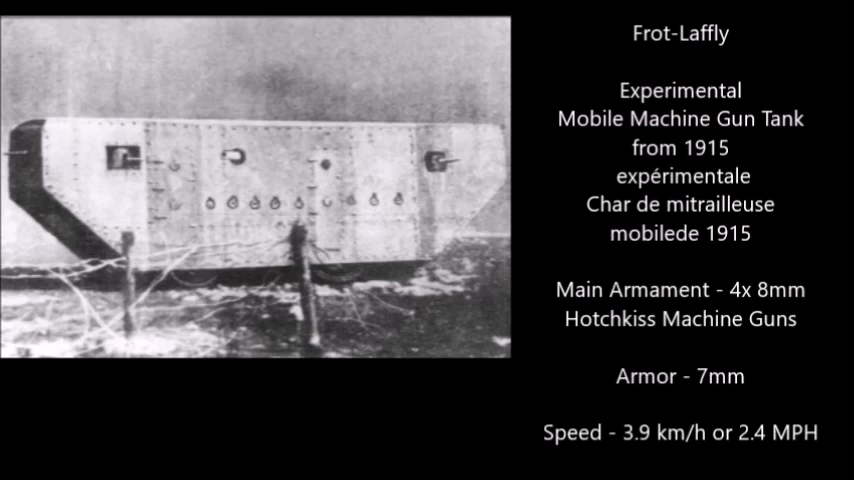 Frot-Laffly
Experimental
Mobile Machine Gun Tank
from 1915
expérimentale
Char de mitrailleuse
mobilede 1915
Main Armament - 4x 8mm
Hotchkiss Machine Guns
Armor - 7mm
Speed - 3.9 km/h or 2.4 MPH